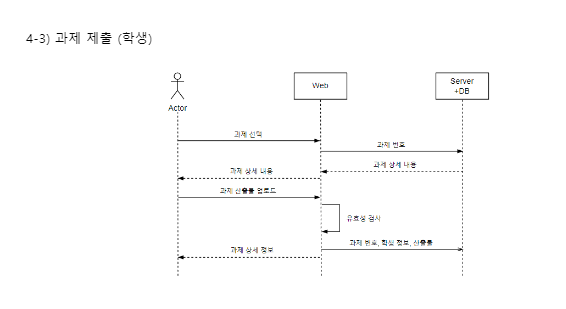 4-3) 과제 제출 (학생)
Actor
Web
Server
+DB
과제 선택
과제 번호
과제 상세 내용
과제 상세 내용
과제 산출물 업로드
유효성 검사
과제 번호, 학생 정보, 산출물
과제 상세 정보